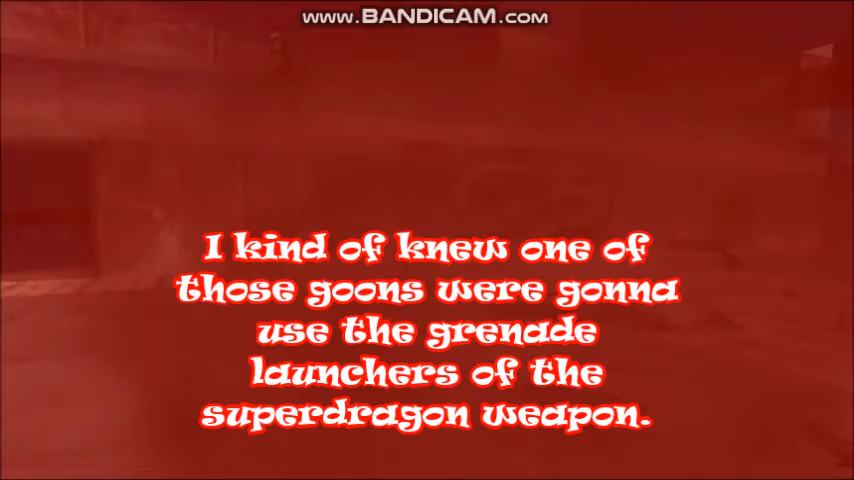 www.BANDICAM.com
I kind of knew one of
those goons were gonna
use the grenade
launchers of the
superdragon weapon.